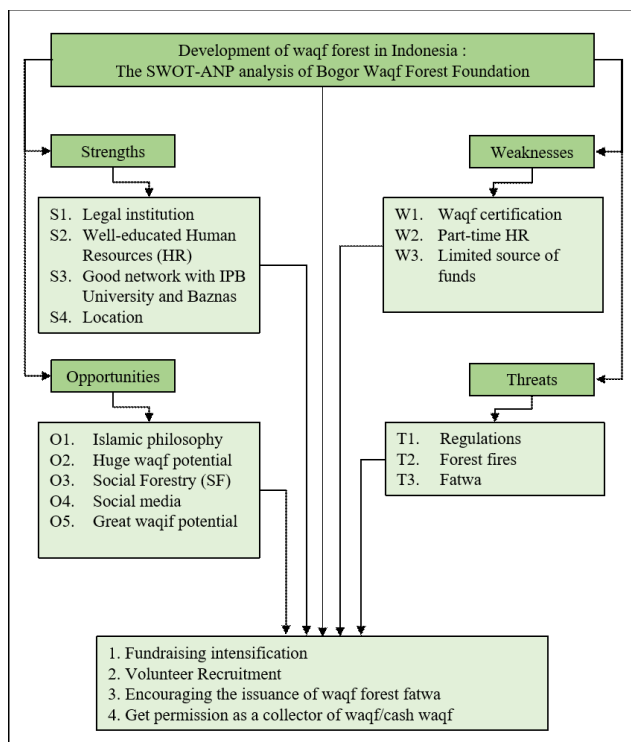 Development of waqf forest in Indonesia :
The SWOT-ANP analysis of Bogor Waqf Forest Foundation
Strengths
S1. Legal institution
S2. Well-educated Human
Resources (HR)
S3. Good network with IPB
University and Baznas
S4. Location
Weaknesses
W1. Waqf certification
W2. Part-time HR
W3. Limited source of
funds
Opportunities
O1. Islamic philosophy
O2. Huge waqf potential
O3. Social Forestry (SF)
O4. Social media
O5. Great waqif potential
Threats
T1. Regulations
T2. Forest fires
T3. Fatwa
1. Fundraising intensification
2. Volunteer Recruitment
3. Encouraging the issuance of waqf forest fatwa
4. Get permission as a collector of waqf/cash waqf